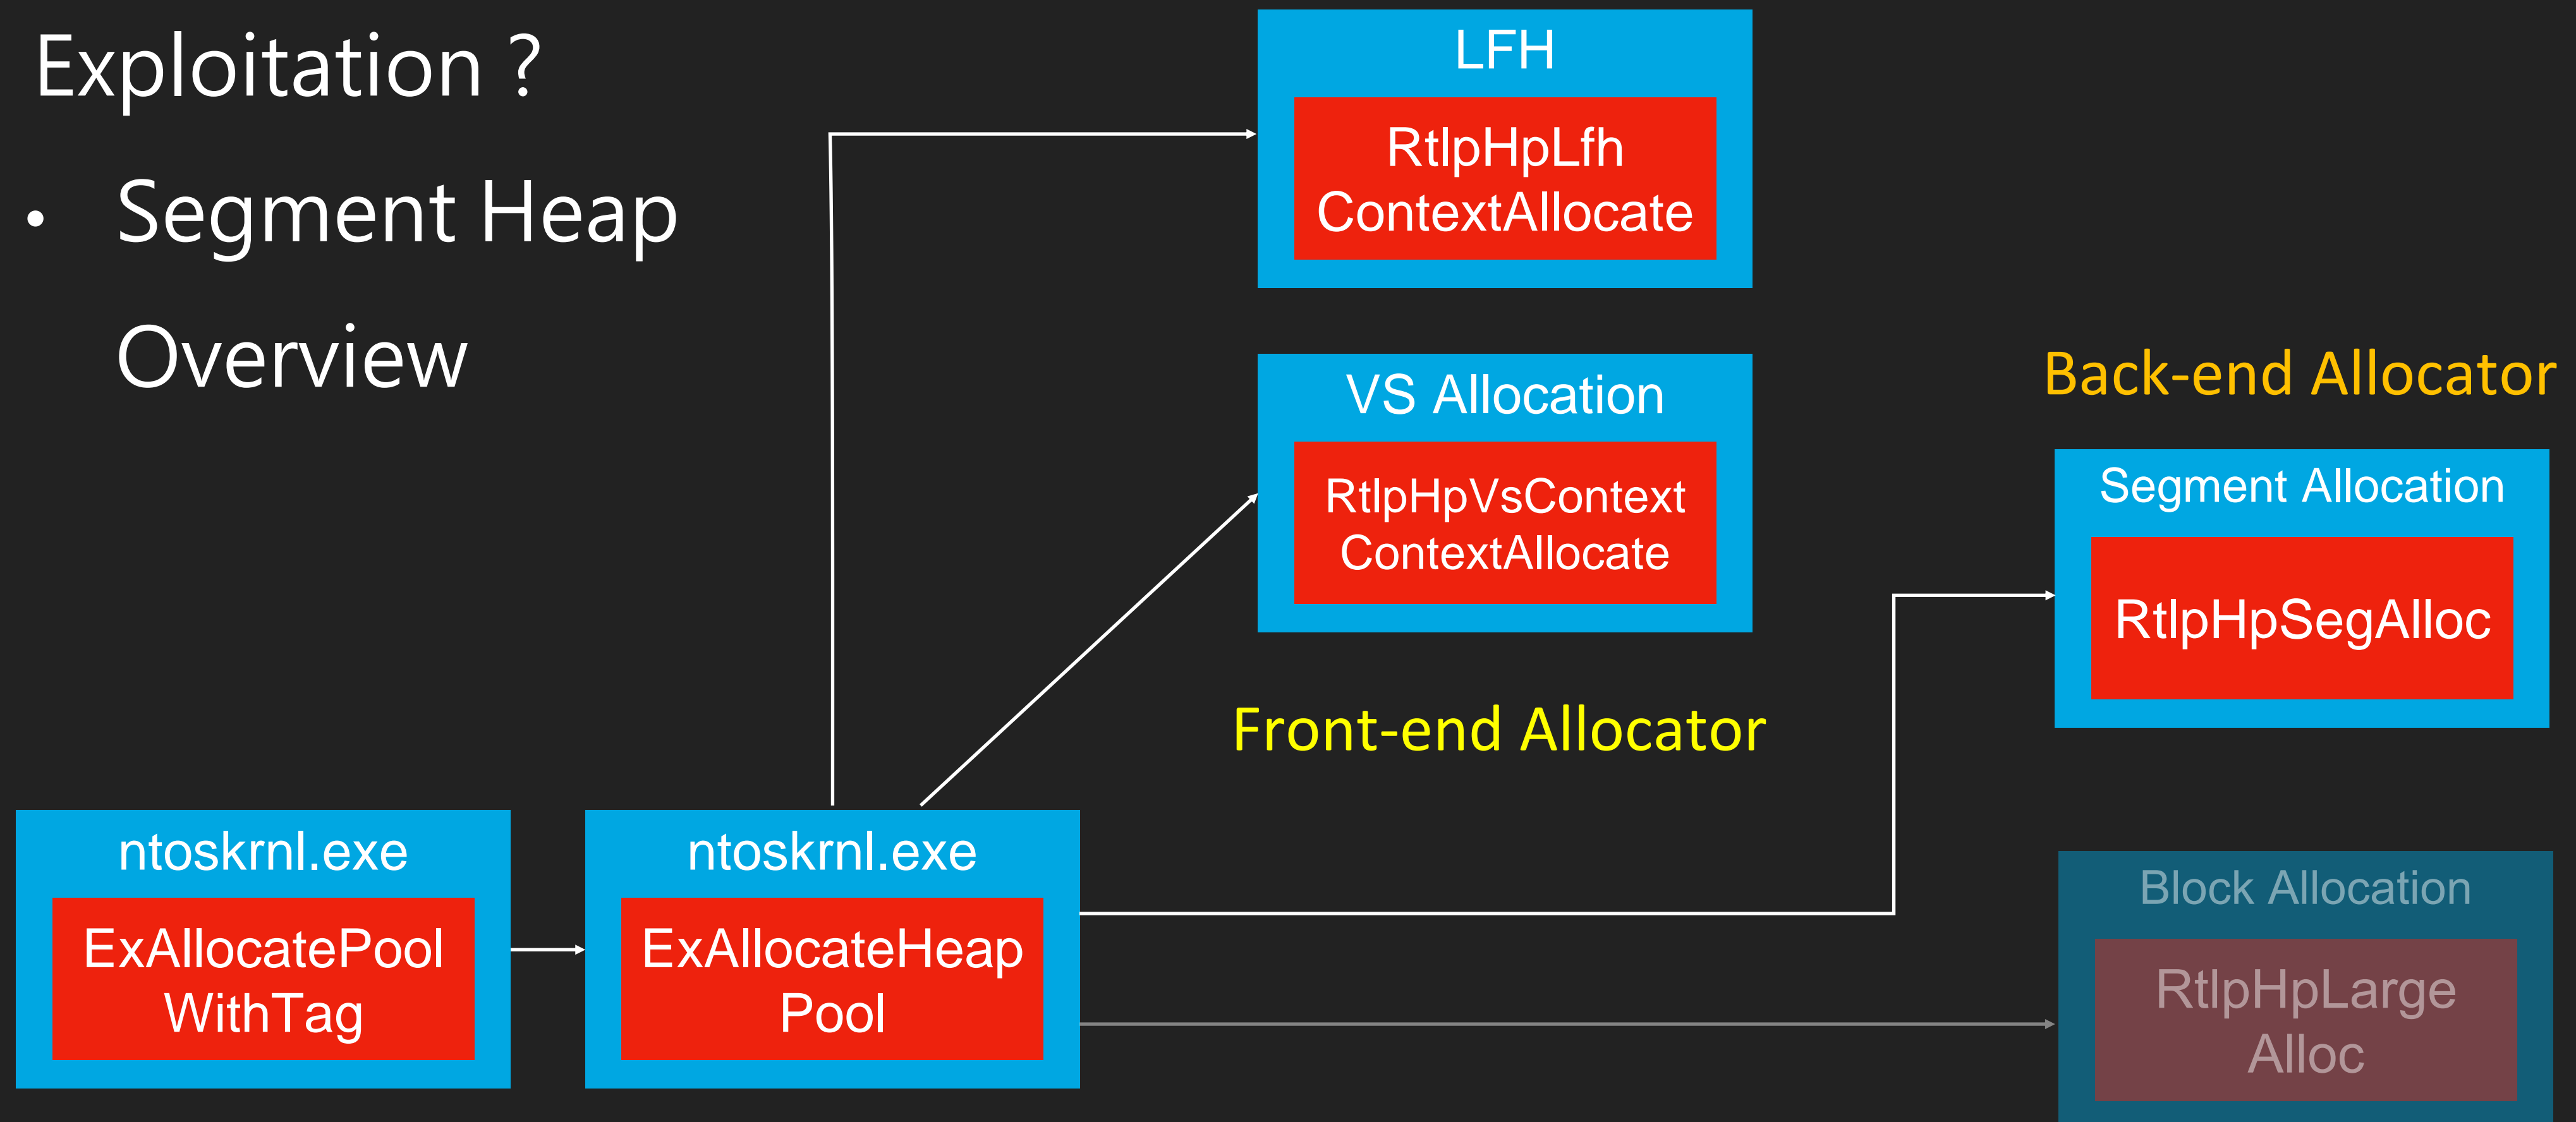 Exploitation ?
• Segment Heap
Overview
LFH
RtlpHpLfh
ContextAllocate
VS Allocation
RtlpHpVsContext
ContextAllocate
Front-end Allocator
Back-end Allocator
Segment Allocation
RtlpHpSegAlloc
ntoskrnl.exe
ExAllocatePool
WithTag
ntoskrnl.exe
ExAllocateHeap
Pool
Block Allocation
RtlpHpLarge
Alloc